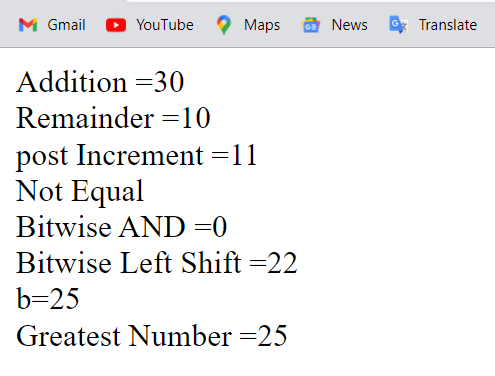 Gmail YouTube Maps News Translate
Addition =30
Remainder =10
post Increment =11
Not Equal
Bitwise AND =0
Bitwise Left Shift =22
b=25
Greatest Number =25